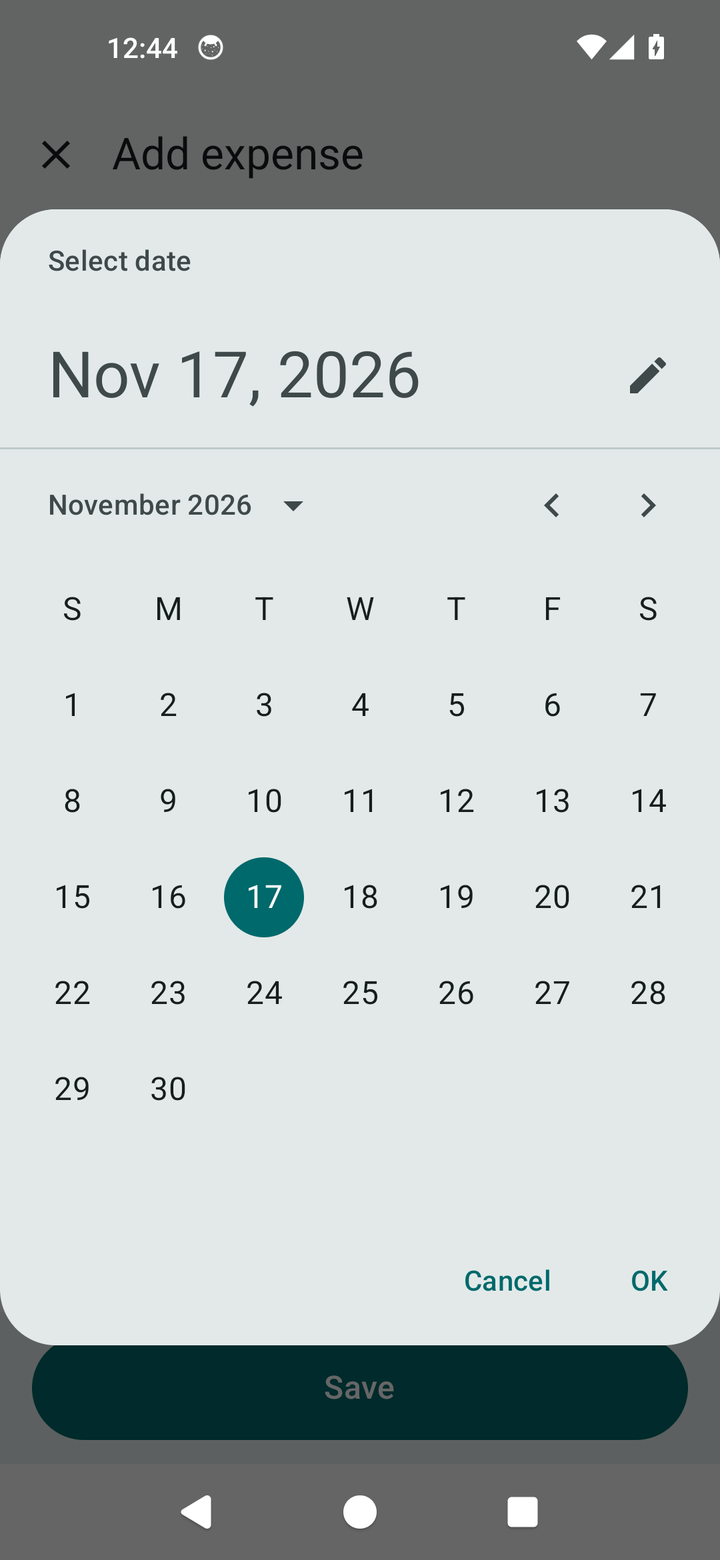 12:44
Add expense
Select date
Nov 17, 2026
November 2026
S M T W T F S
1 2 3 4 5 6 7
8 9 10 11 12 13 14
15 16 17 18 19 20 21
22 23 24 25 26 27 28
29 30
Cancel OK
Save